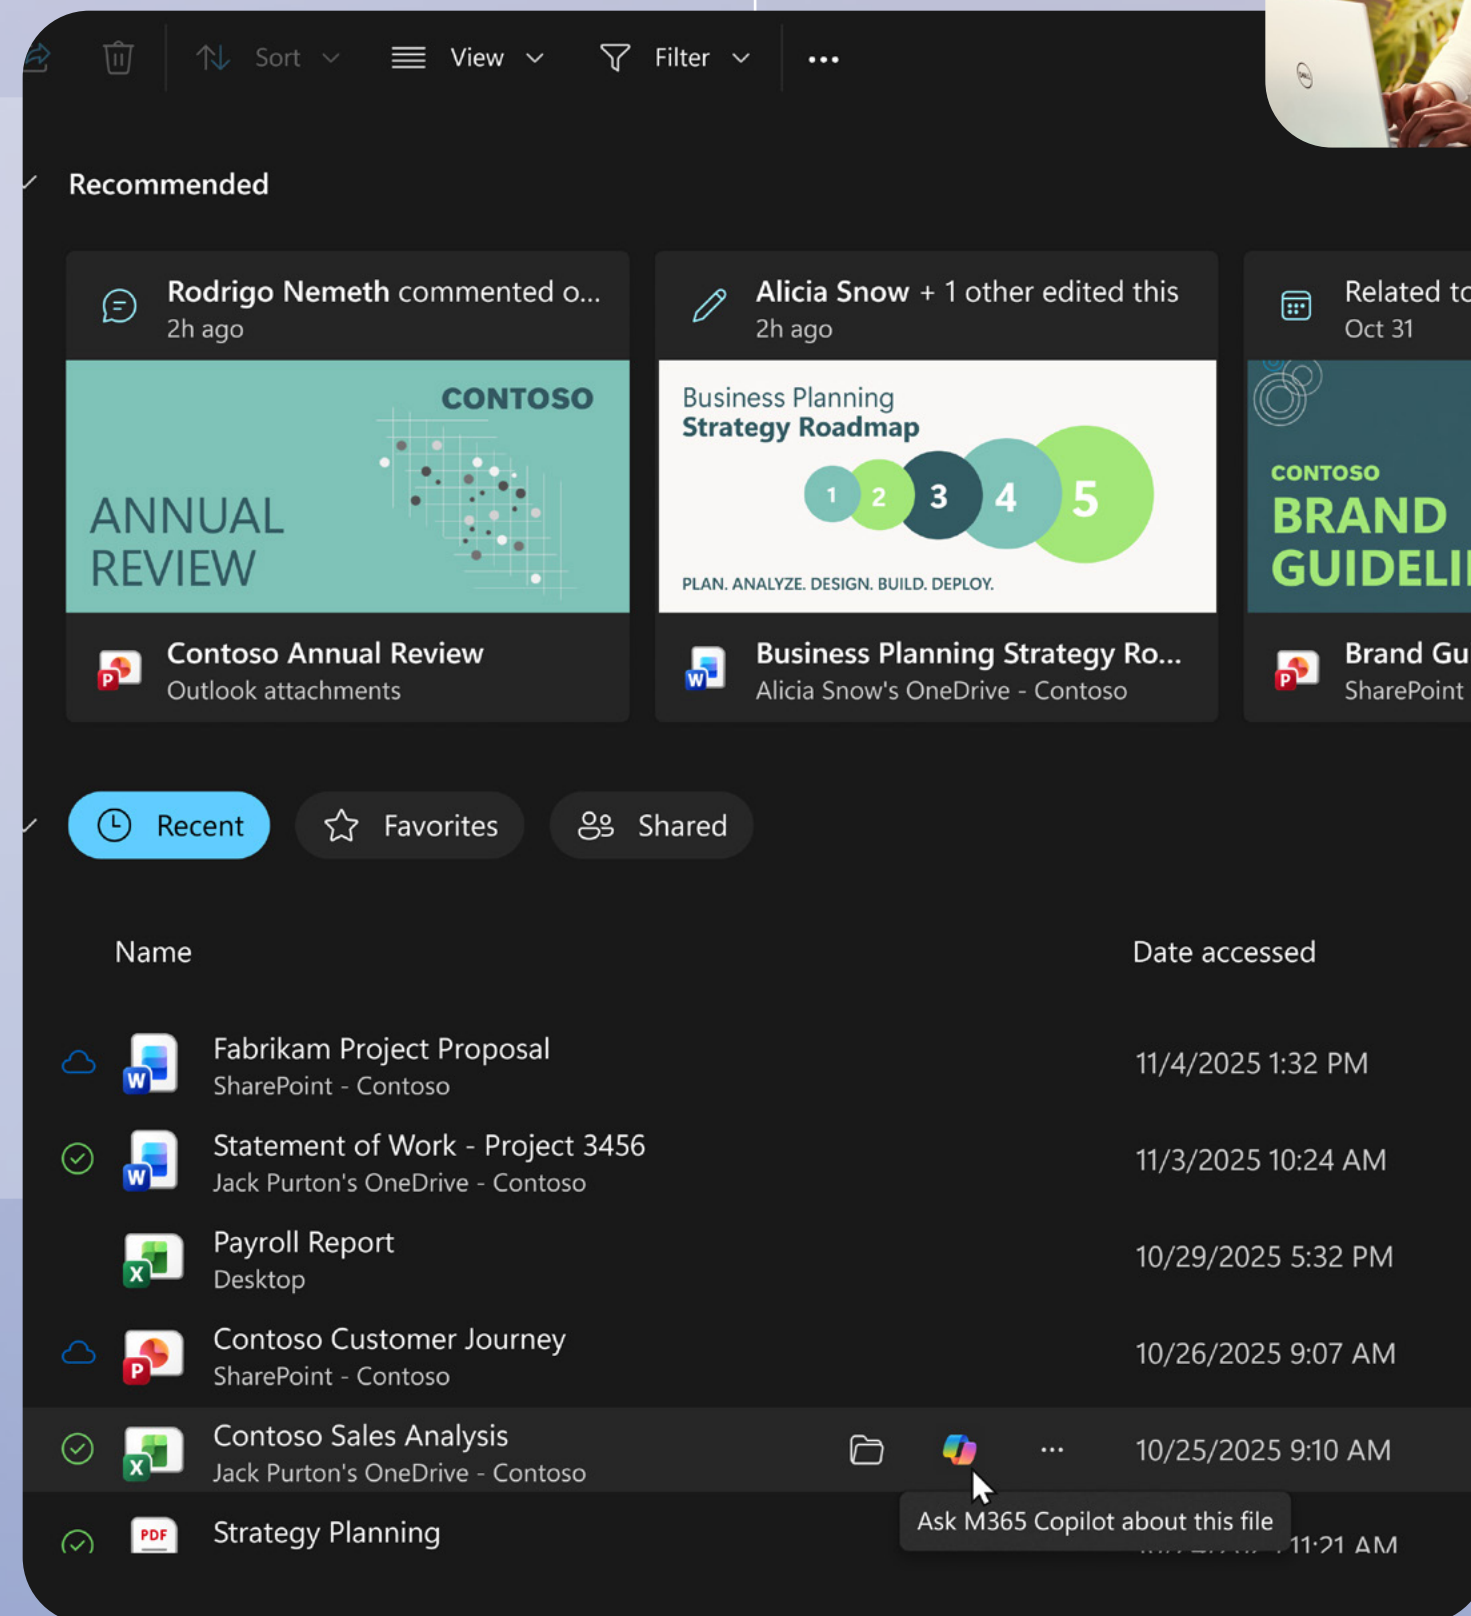 Sort
View
Filter
Recommended
Rodrigo Nemeth commented o...
2h ago
CONTOSO
ANNUAL
REVIEW
Contoso Annual Review
Outlook attachments
Alicia Snow + 1 other edited this
2h ago
Business Planning
Strategy Roadmap
1 2 3 4 5
PLAN. ANALYZE. DESIGN. BUILD. DEPLOY.
Business Planning Strategy Ro...
Alicia Snow's OneDrive - Contoso
Related to
Oct 31
CONTOSO
BRAND
GUIDELI
Brand Gu
SharePoint
Recent
Favorites
Shared
Name
Date accessed
Fabrikam Project Proposal
SharePoint - Contoso
11/4/2025 1:32 PM
Statement of Work - Project 3456
Jack Purton's OneDrive - Contoso
11/3/2025 10:24 AM
Payroll Report
Desktop
10/29/2025 5:32 PM
Contoso Customer Journey
SharePoint - Contoso
10/26/2025 9:07 AM
Contoso Sales Analysis
Jack Purton's OneDrive - Contoso
10/25/2025 9:10 AM
Ask M365 Copilot about this file
PDF
Strategy Planning
11:21 AM